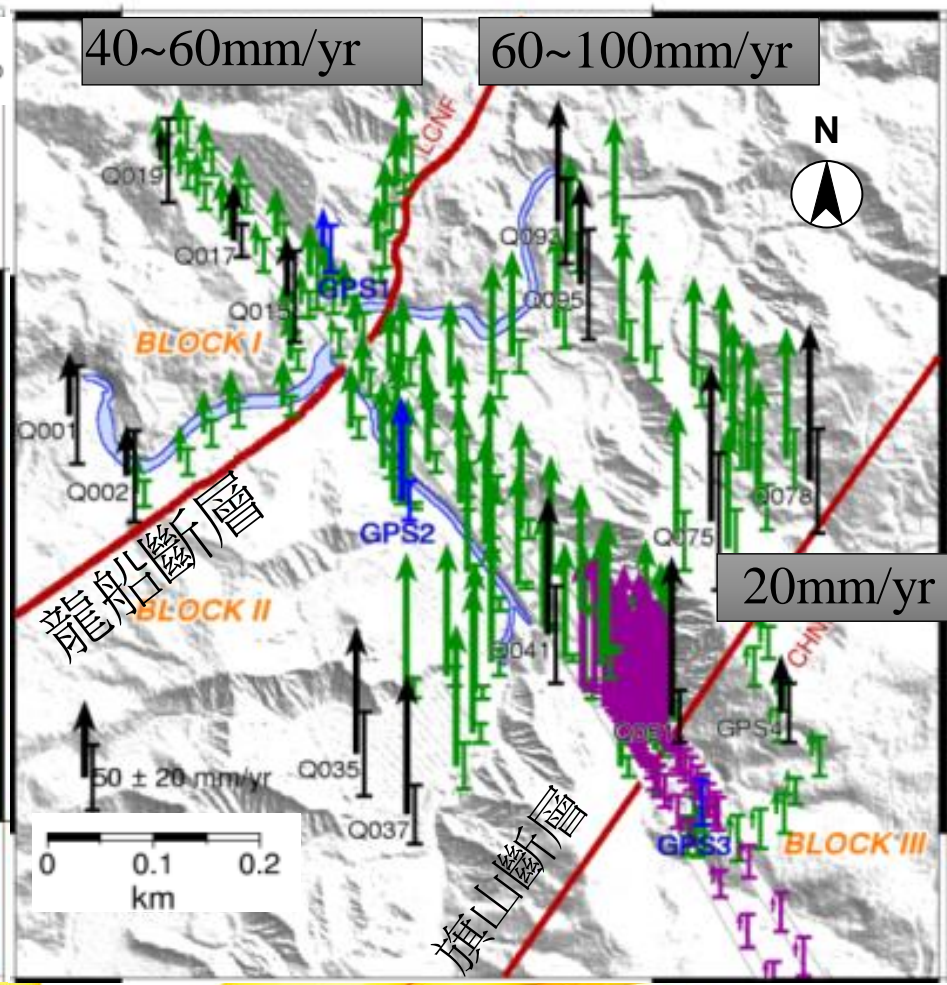 40~60mm/yr
60~100mm/yr
LCNF
N
Q019
Q093
Q017
GPS1
Q095
Q015
BLOCK I
Q001
Q002
Q078
GPS2
Q075
龍船斷層
BLOCK II
20mm/yr
CHN
Q041
GPS4
50 ± 20 mm/yr
Q035
Q037
GPS3
BLOCK III
旗山斷層
0
0.1
0.2
km